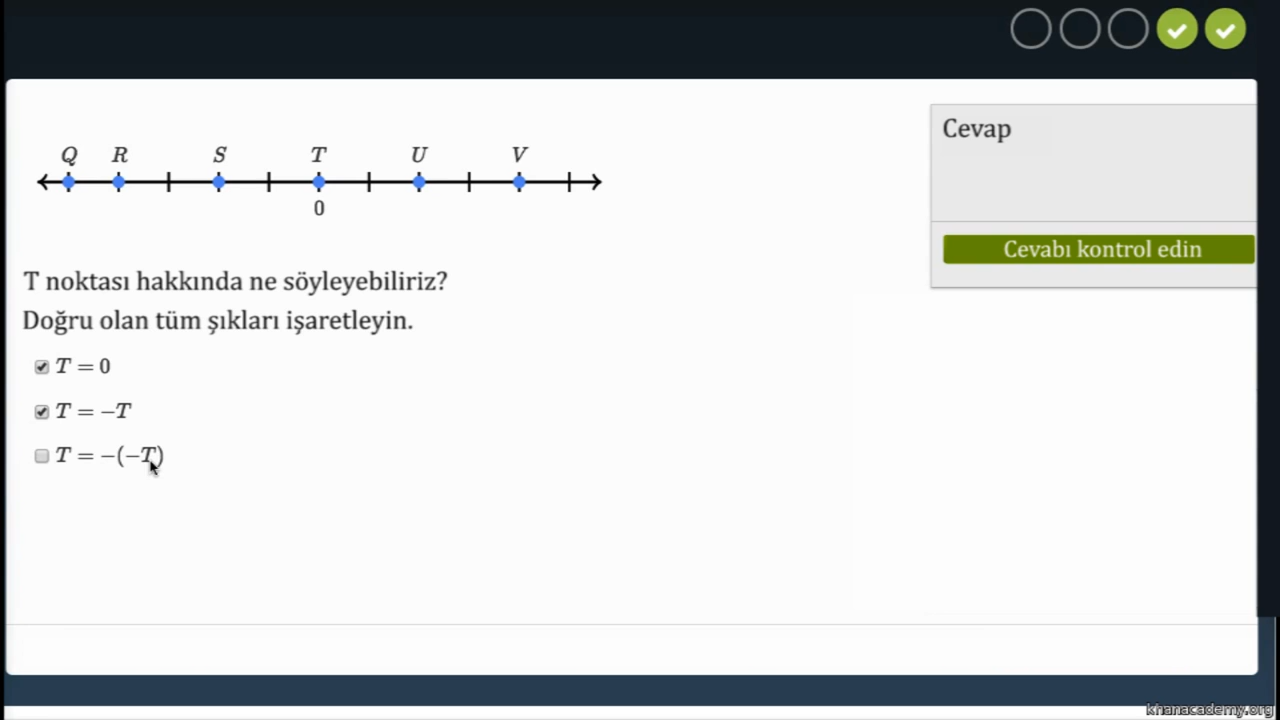 Cevap
Q R S T U V
0
Cevabı kontrol edin
T noktası hakkında ne söyleyebiliriz?
Doğru olan tüm şıkları işaretleyin.
T = 0
T = −T
T = −(−T)
khanacademy.org